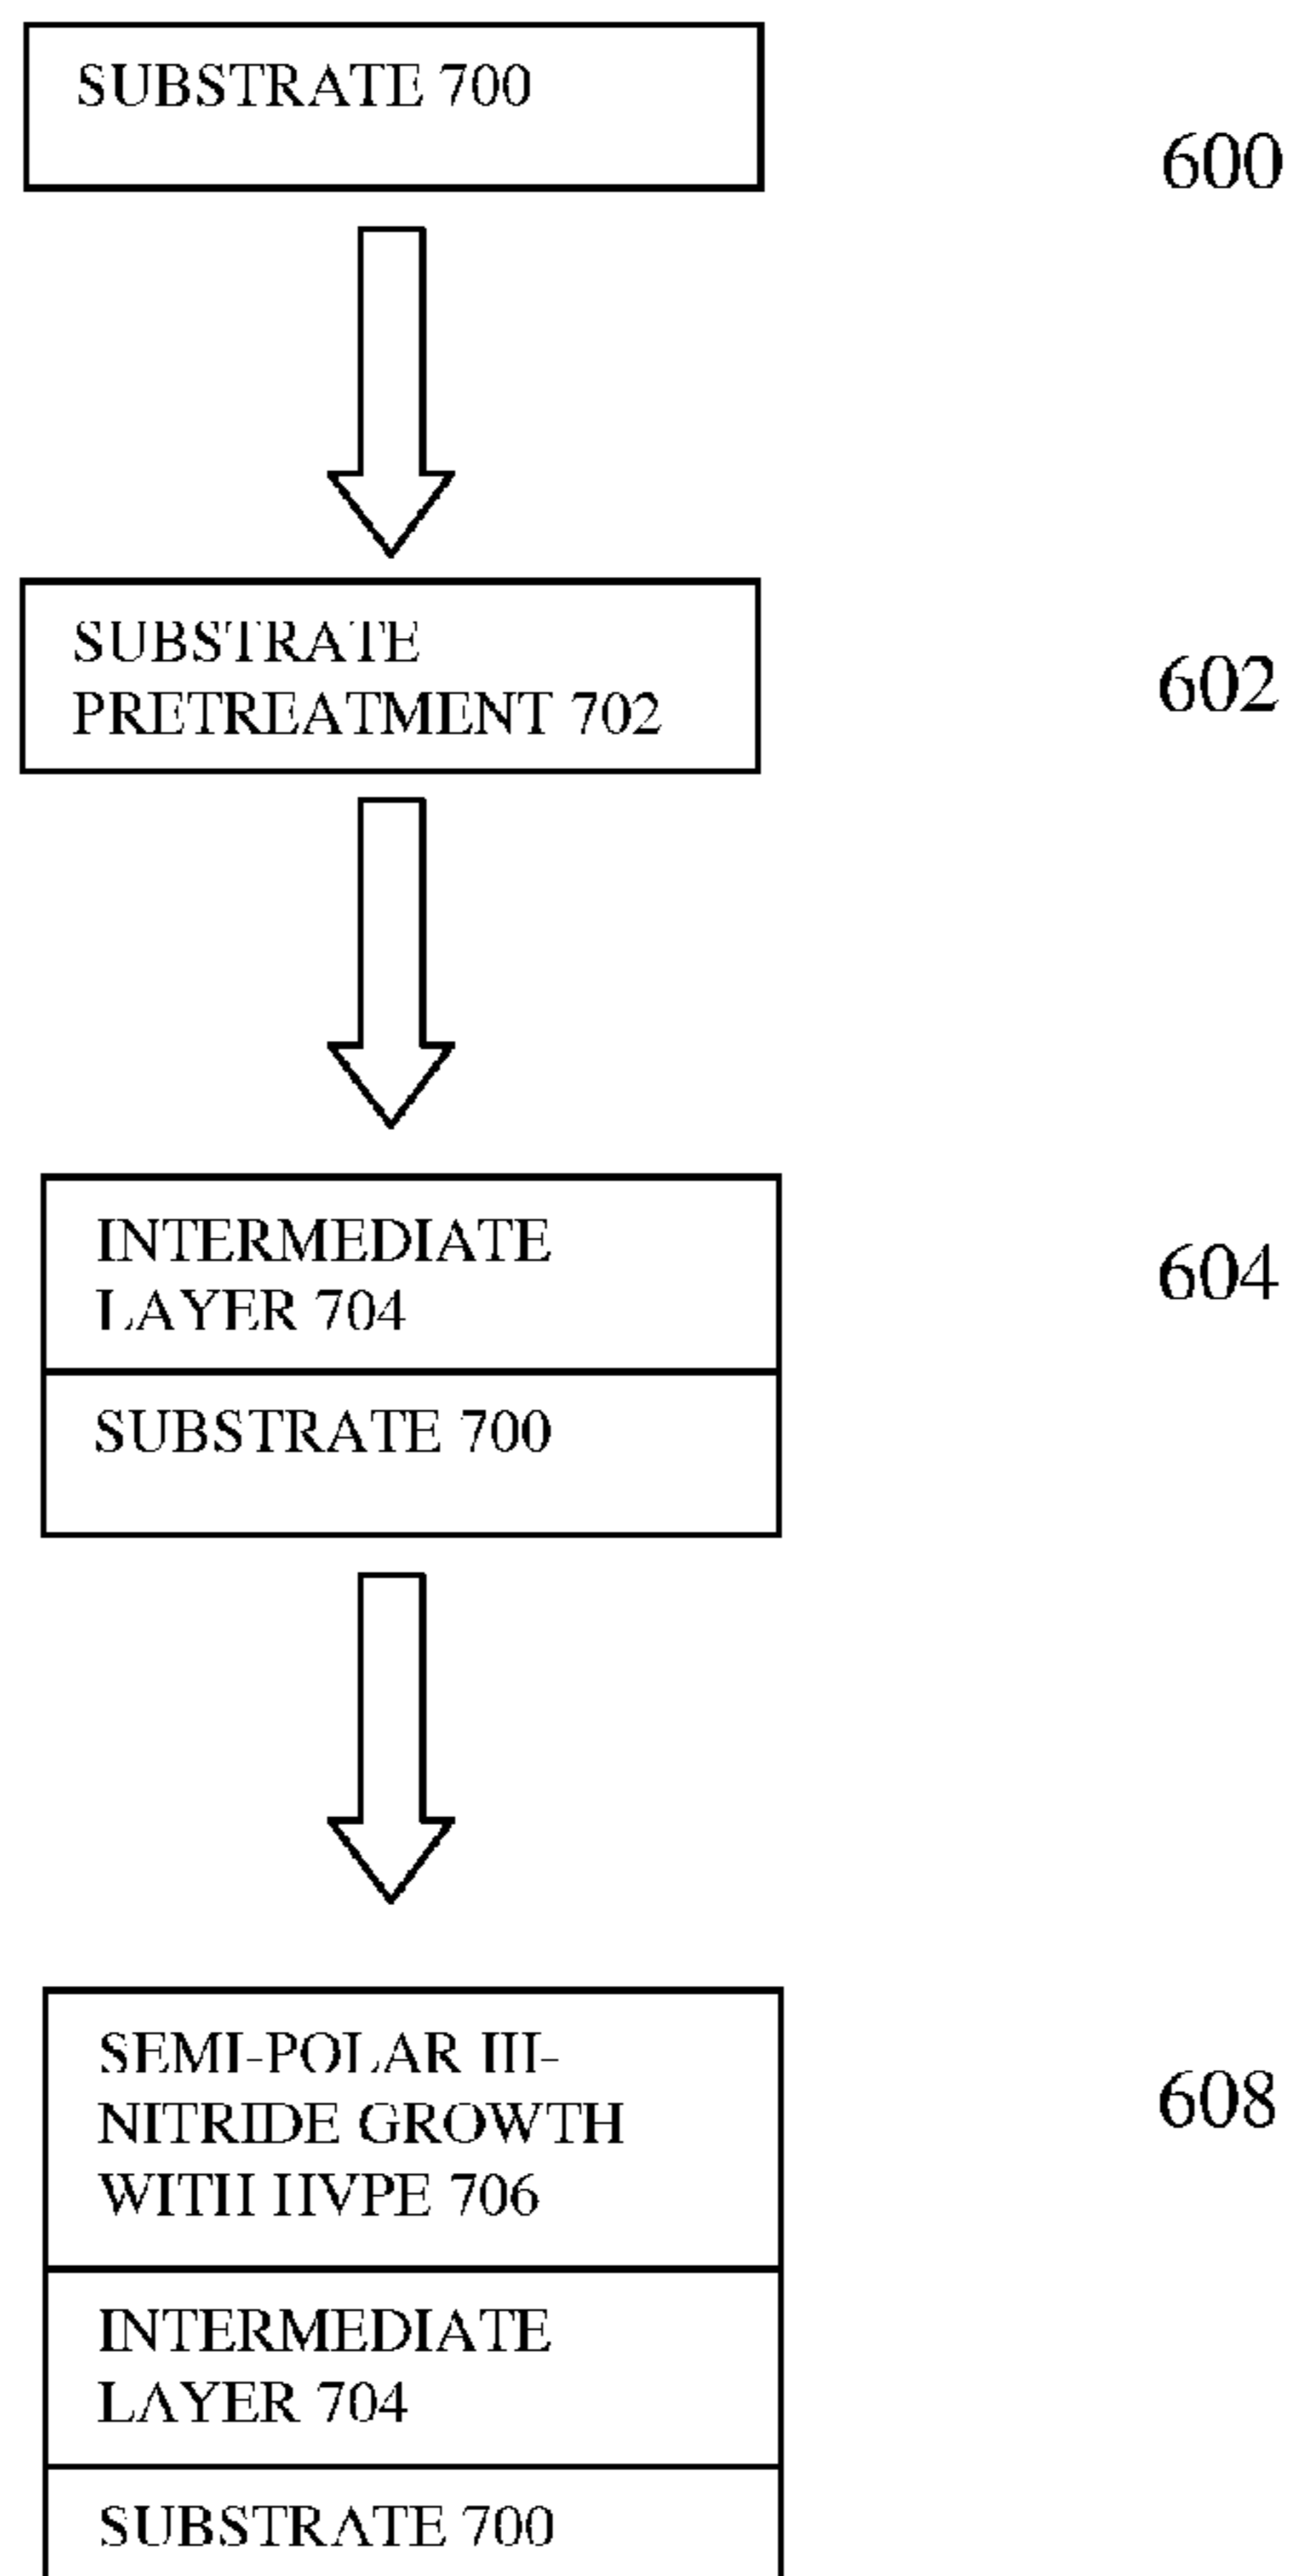 SUBSTRATE 700
600
SUBSTRATE
PRETREATMENT 702
602
INTERMEDIATE
LAYER 704
604
SUBSTRATE 700
SEMI-POLAR III-
NITRIDE GROWTH
WITH HVPE 706
608
INTERMEDIATE
LAYER 704
SUBSTRATE 700